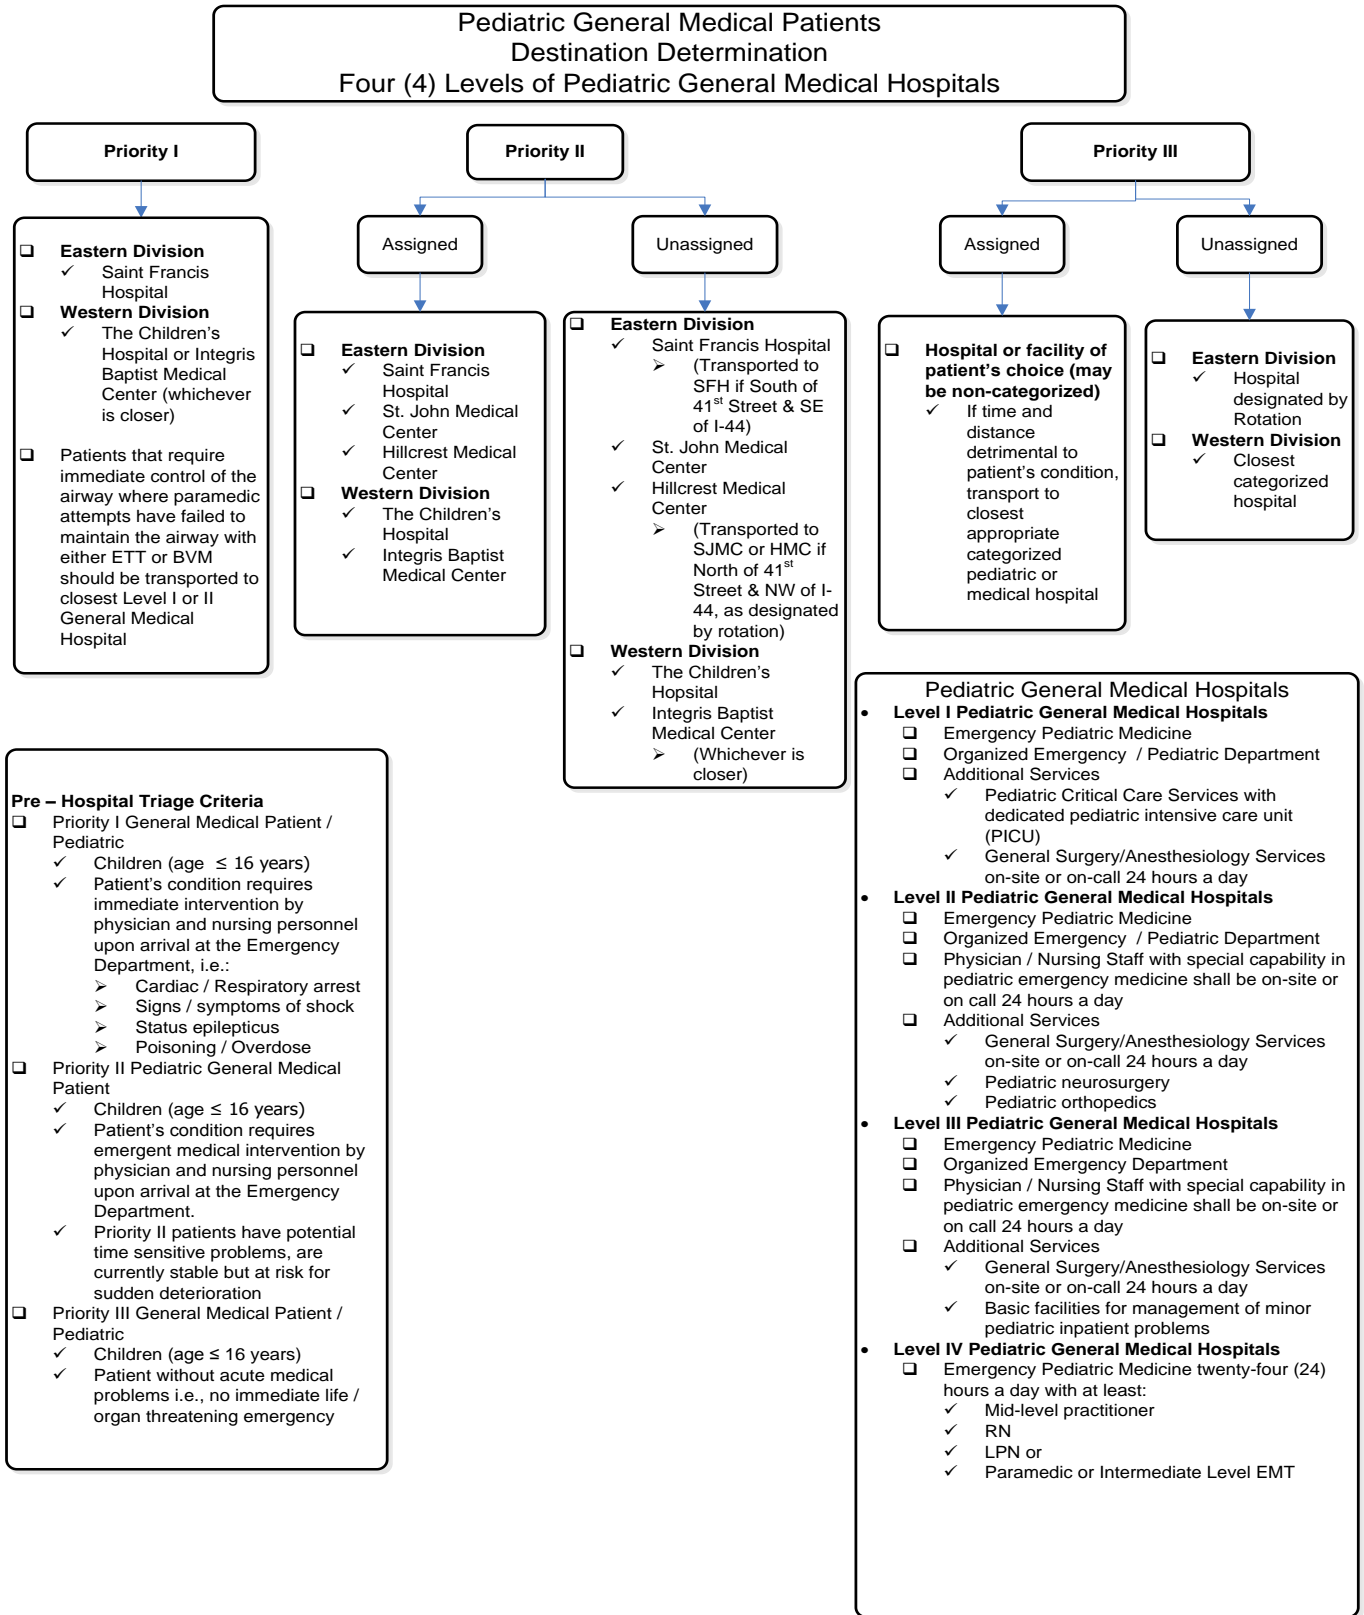 Pediatric General Medical Patients
Destination Determination
Four (4) Levels of Pediatric General Medical Hospitals
Priority I
❑ Eastern Division
✓ Saint Francis
Hospital
❑ Western Division
✓ The Children's
Hospital or Integris
Baptist Medical
Center (whichever
is closer)
❑ Patients that require
immediate control of the
airway where paramedic
attempts have failed to
maintain the airway with
either ETT or BVM
should be transported to
closest Level I or II
General Medical
Hospital
Priority II
Assigned
❑ Eastern Division
✓ Saint Francis
Hospital
✓ St. John Medical
Center
✓ Hillcrest Medical
Center
❑ Western Division
✓ The Children's
Hospital
✓ Integris Baptist
Medical Center
Unassigned
❑ Eastern Division
✓ Saint Francis Hospital
➢ (Transported to
SFH if South of
41st Street & SE
of I-44)
✓ St. John Medical
Center
✓ Hillcrest Medical
Center
➢ (Transported to
SJMC or HMC if
North of 41st
Street & NW of I-
44, as designated
by rotation)
❑ Western Division
✓ The Children's
Hopsital
✓ Integris Baptist
Medical Center
➢ (Whichever is
closer)
Priority III
Assigned
❑ Hospital or facility of
patient's choice (may
be non-categorized)
✓ If time and
distance
detrimental to
patient's condition,
transport to
closest
appropriate
categorized
pediatric or
medical hospital
Unassigned
❑ Eastern Division
✓ Hospital
designated by
Rotation
❑ Western Division
✓ Closest
categorized
hospital
Pre – Hospital Triage Criteria
❑ Priority I General Medical Patient /
Pediatric
✓ Children (age ≤ 16 years)
✓ Patient's condition requires
immediate intervention by
physician and nursing personnel
upon arrival at the Emergency
Department, i.e.:
➢ Cardiac / Respiratory arrest
➢ Signs / symptoms of shock
➢ Status epilepticus
➢ Poisoning / Overdose
❑ Priority II Pediatric General Medical
Patient
✓ Children (age ≤ 16 years)
✓ Patient's condition requires
emergent medical intervention by
physician and nursing personnel
upon arrival at the Emergency
Department.
✓ Priority II patients have potential
time sensitive problems, are
currently stable but at risk for
sudden deterioration
❑ Priority III General Medical Patient /
Pediatric
✓ Children (age ≤ 16 years)
✓ Patient without acute medical
problems i.e., no immediate life /
organ threatening emergency
Pediatric General Medical Hospitals
• Level I Pediatric General Medical Hospitals
❑ Emergency Pediatric Medicine
❑ Organized Emergency / Pediatric Department
❑ Additional Services
✓ Pediatric Critical Care Services with
dedicated pediatric intensive care unit
(PICU)
✓ General Surgery/Anesthesiology Services
on-site or on-call 24 hours a day
• Level II Pediatric General Medical Hospitals
❑ Emergency Pediatric Medicine
❑ Organized Emergency / Pediatric Department
❑ Physician / Nursing Staff with special capability in
pediatric emergency medicine shall be on-site or
on call 24 hours a day
❑ Additional Services
✓ General Surgery/Anesthesiology Services
on-site or on-call 24 hours a day
✓ Pediatric neurosurgery
✓ Pediatric orthopedics
• Level III Pediatric General Medical Hospitals
❑ Emergency Pediatric Medicine
❑ Organized Emergency Department
❑ Physician / Nursing Staff with special capability in
pediatric emergency medicine shall be on-site or
on call 24 hours a day
❑ Additional Services
✓ General Surgery/Anesthesiology Services
on-site or on-call 24 hours a day
✓ Basic facilities for management of minor
pediatric inpatient problems
• Level IV Pediatric General Medical Hospitals
❑ Emergency Pediatric Medicine twenty-four (24)
hours a day with at least:
✓ Mid-level practitioner
✓ RN
✓ LPN or
✓ Paramedic or Intermediate Level EMT